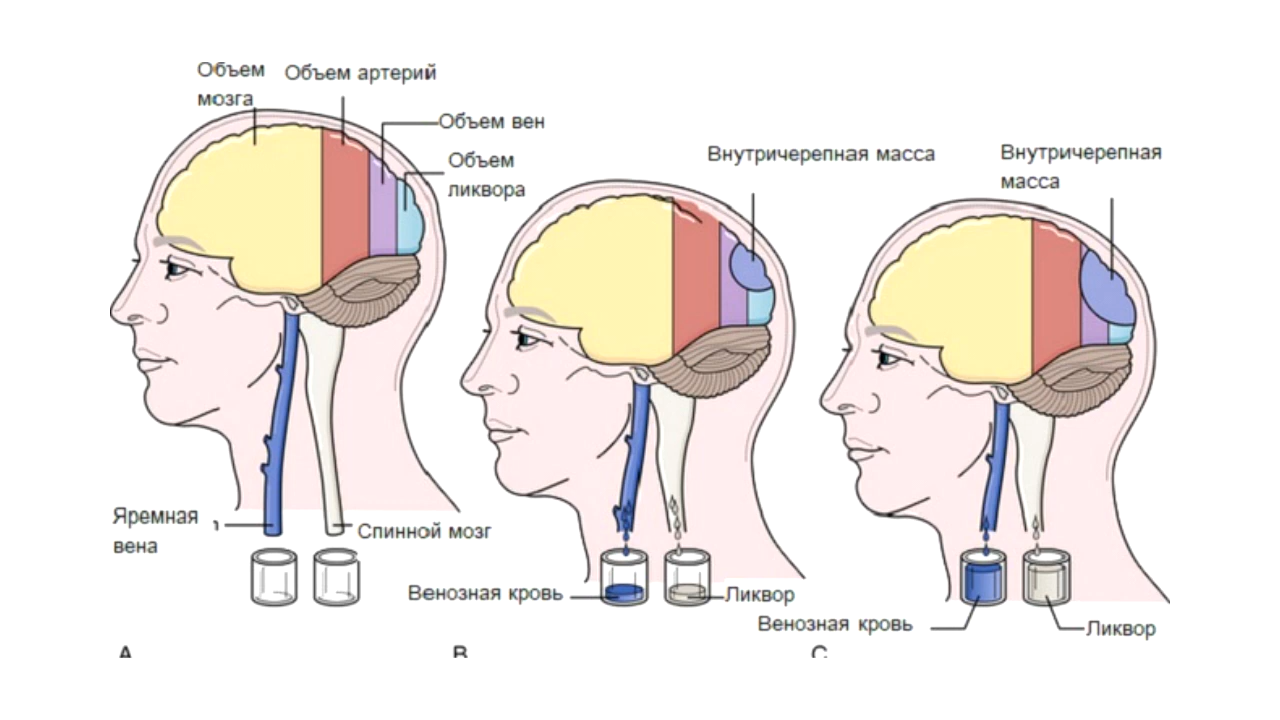 Объем
мозга
Объем артерий
Объем вен
Объем
ликвора
Внутричерепная масса
Внутричерепная
масса
Яремная
вена
Спинной мозг
Венозная кровь
Ликвор
Венозная кровь
Ликвор
A
B
C